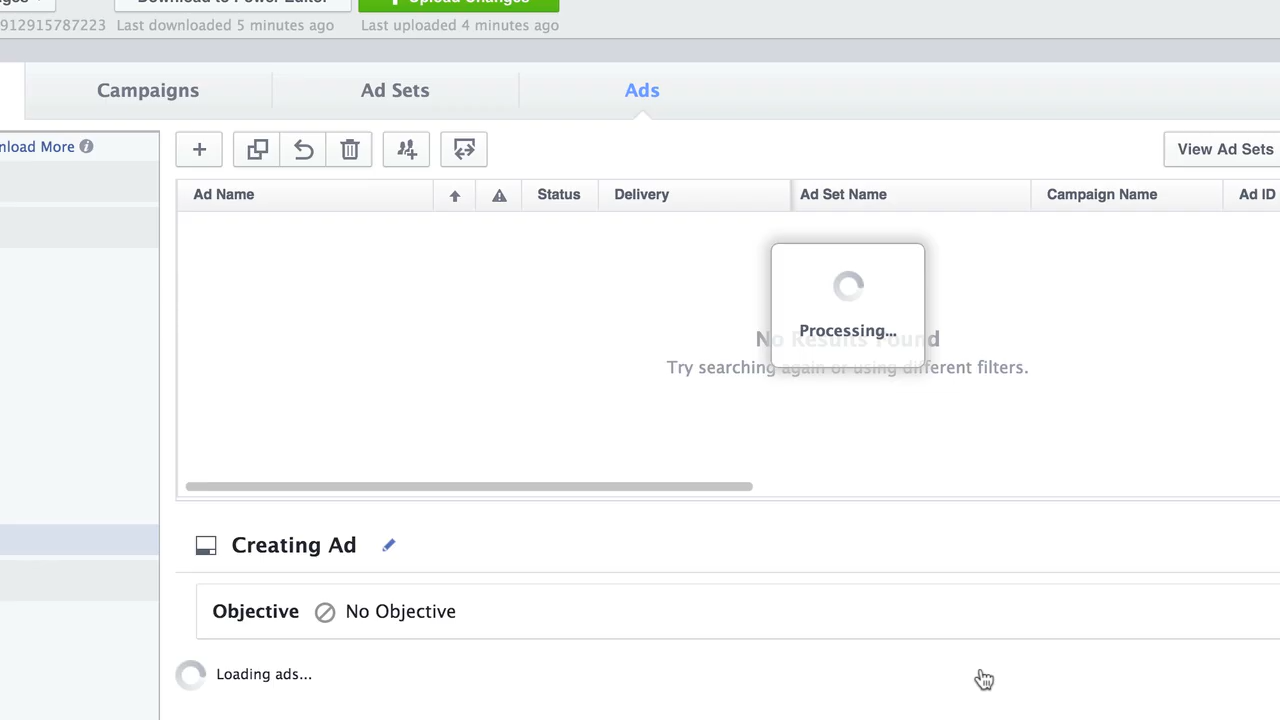 Download to Power Editor
Upload Changes
912915787223 Last downloaded 5 minutes ago Last uploaded 4 minutes ago
Campaigns Ad Sets Ads
nload More
View Ad Sets
Ad Name Status Delivery Ad Set Name Campaign Name Ad ID
Processing...
No Results Found
Try searching again or using different filters.
Creating Ad
Objective No Objective
Loading ads...